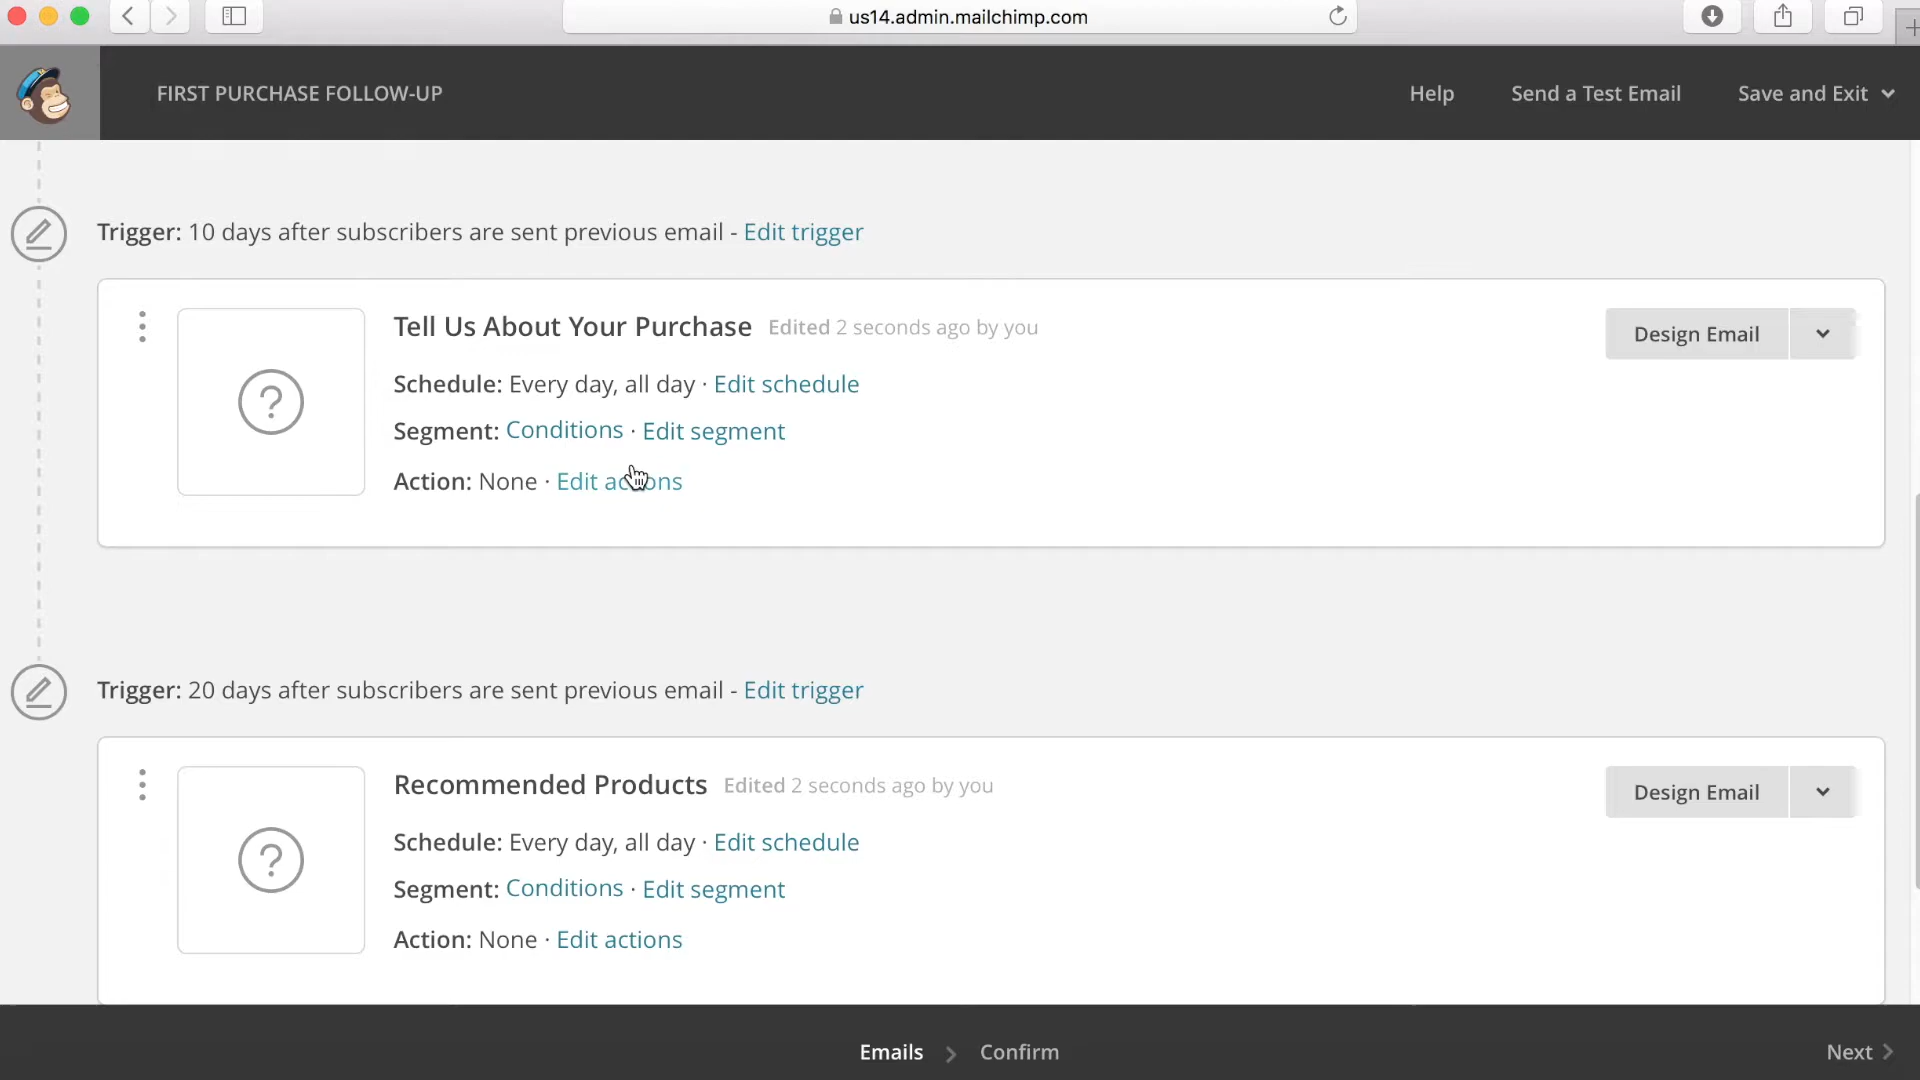 us14.admin.mailchimp.com
FIRST PURCHASE FOLLOW-UP
Help
Send a Test Email
Save and Exit
Trigger: 10 days after subscribers are sent previous email - Edit trigger
Tell Us About Your Purchase Edited 2 seconds ago by you
Design Email
Schedule: Every day, all day · Edit schedule
Segment: Conditions · Edit segment
Action: None · Edit actions
Trigger: 20 days after subscribers are sent previous email - Edit trigger
Recommended Products Edited 2 seconds ago by you
Design Email
Schedule: Every day, all day · Edit schedule
Segment: Conditions · Edit segment
Action: None · Edit actions
Emails > Confirm
Next >